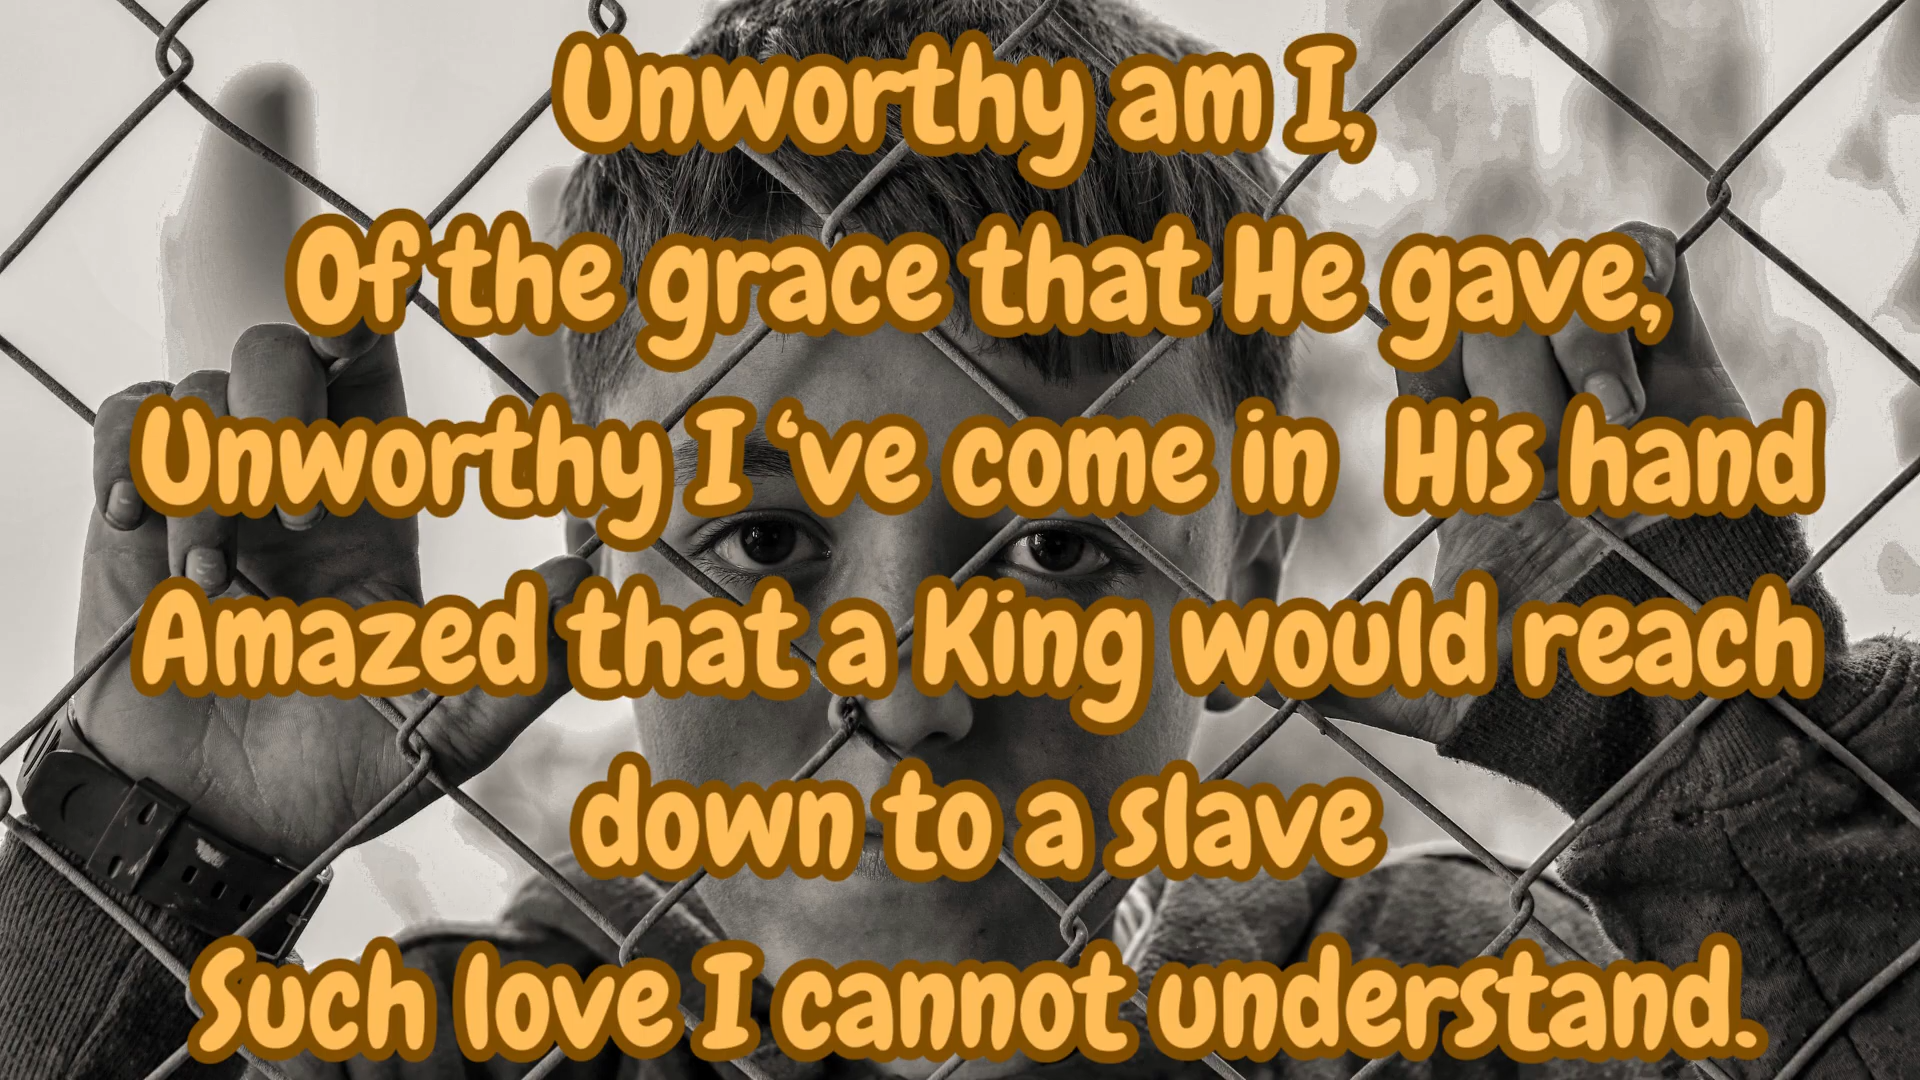 Unworthy am I,
Of the grace that He gave,
Unworthy I ‘ve come in  His hand
Amazed that a King would reach
down to a slave
Such love I cannot understand.